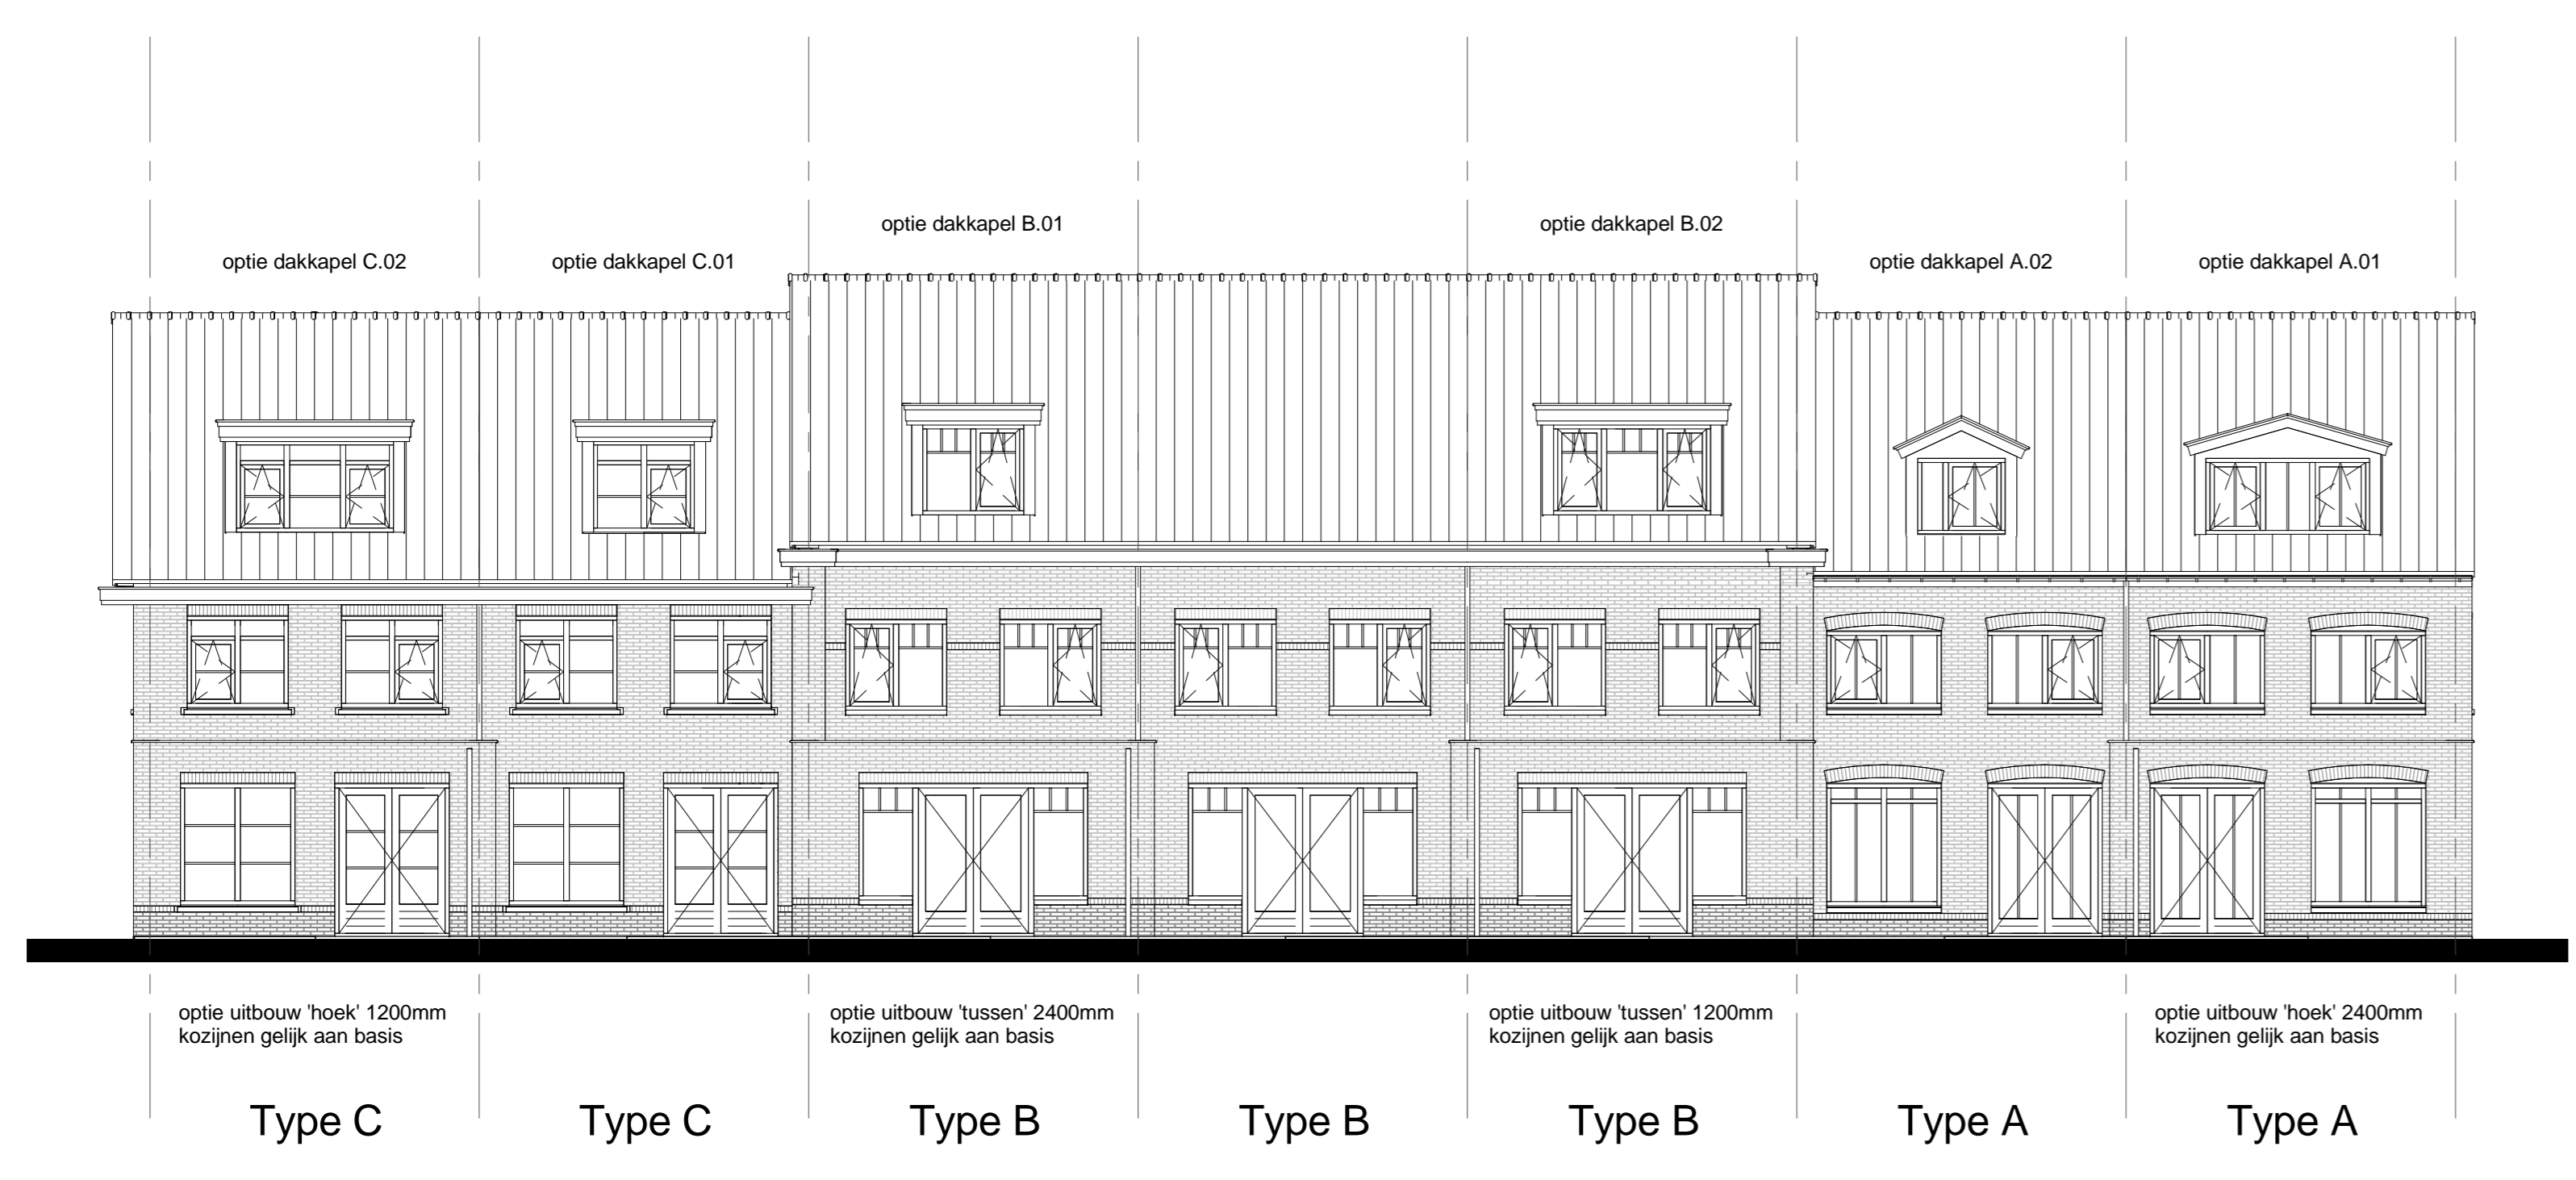 optie dakkapel B.01
optie dakkapel B.02
optie dakkapel C.02
optie dakkapel C.01
optie dakkapel A.02
optie dakkapel A.01
optie uitbouw 'hoek' 1200mm
kozijnen gelijk aan basis
optie uitbouw 'tussen' 2400mm
kozijnen gelijk aan basis
optie uitbouw 'tussen' 1200mm
kozijnen gelijk aan basis
optie uitbouw 'hoek' 2400mm
kozijnen gelijk aan basis
Type C
Type C
Type B
Type B
Type B
Type A
Type A